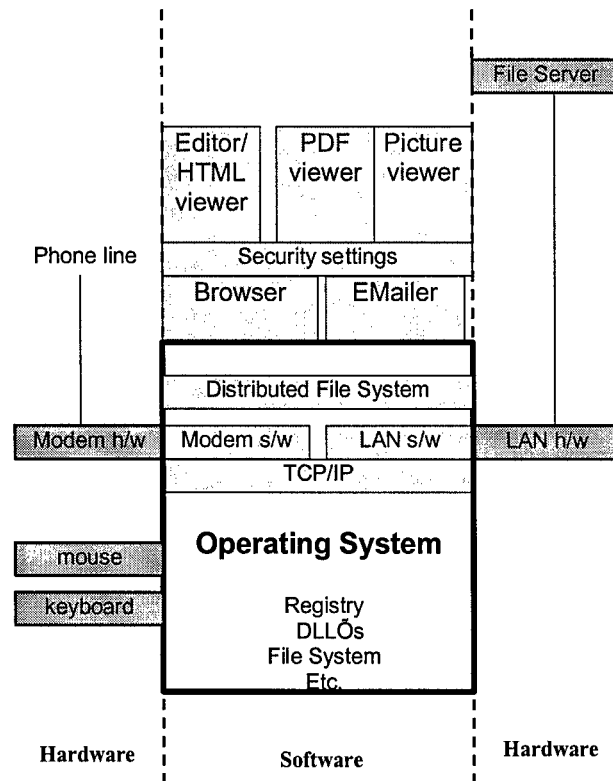 File Server
Editor/
HTML
viewer
PDF
viewer
Picture
viewer
Phone line
Security settings
Browser
EMailer
Distributed File System
Modem h/w
Modem s/w
LAN s/w
LAN h/w
TCP/IP
Operating System
mouse
keyboard
Registry
DLLÕs
File System
Etc.
Hardware
Software
Hardware